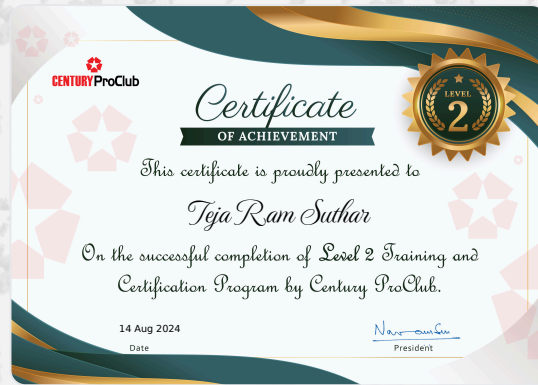 CENTURY ProClub
LEVEL
2
Certificate
OF ACHIEVEMENT
This certificate is proudly presented to
Teja Ram Suthar
On the successful completion of Level 2 Training and
Certification Program by Century ProClub.
14 Aug 2024
Date
President